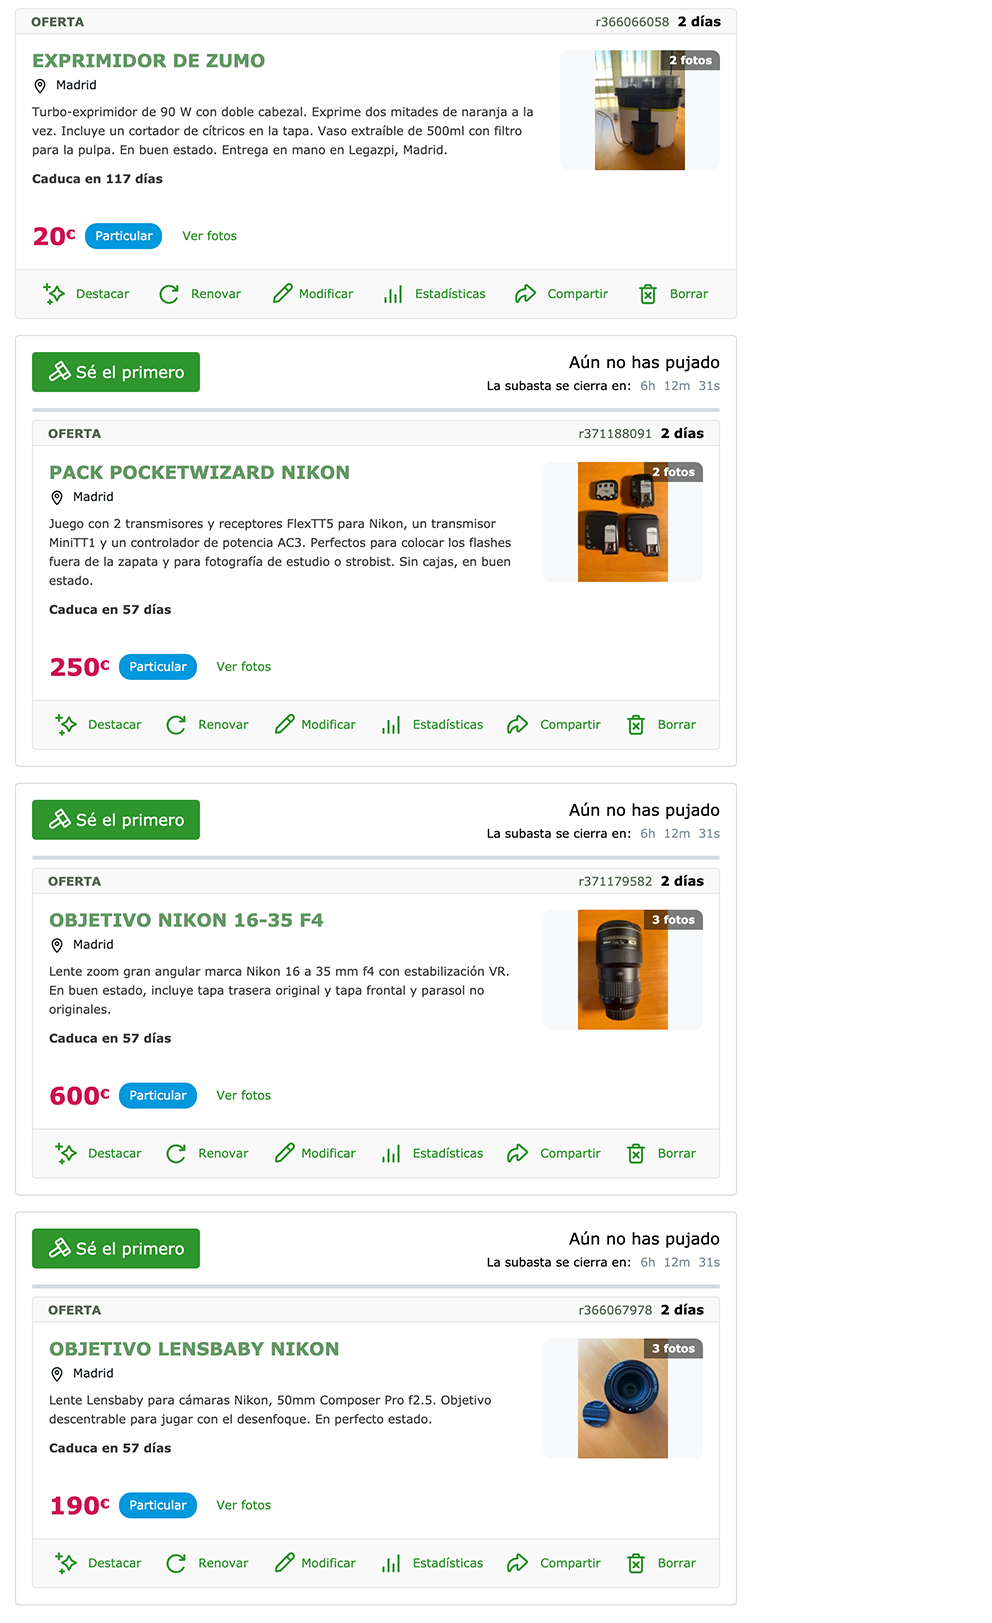 OFERTA r366066058 2 días
EXPRIMIDOR DE ZUMO
2 fotos
Madrid
Turbo-exprimidor de 90 W con doble cabezal. Exprime dos mitades de naranja a la
vez. Incluye un cortador de cítricos en la tapa. Vaso extraíble de 500ml con filtro
para la pulpa. En buen estado. Entrega en mano en Legazpi, Madrid.
Caduca en 117 días
20€ Particular Ver fotos
Destacar Renovar Modificar Estadísticas Compartir Borrar
Sé el primero
Aún no has pujado
La subasta se cierra en: 6h 12m 31s
OFERTA r371188091 2 días
PACK POCKETWIZARD NIKON
2 fotos
Madrid
Juego con 2 transmisores y receptores FlexTT5 para Nikon, un transmisor
MiniTT1 y un controlador de potencia AC3. Perfectos para colocar los flashes
fuera de la zapata y para fotografía de estudio o strobist. Sin cajas, en buen
estado.
Caduca en 57 días
250€ Particular Ver fotos
Destacar Renovar Modificar Estadísticas Compartir Borrar
Sé el primero
Aún no has pujado
La subasta se cierra en: 6h 12m 31s
OFERTA r371179582 2 días
OBJETIVO NIKON 16-35 F4
3 fotos
Madrid
Lente zoom gran angular marca Nikon 16 a 35 mm f4 con estabilización VR.
En buen estado, incluye tapa trasera original y tapa frontal y parasol no
originales.
Caduca en 57 días
600€ Particular Ver fotos
Destacar Renovar Modificar Estadísticas Compartir Borrar
Sé el primero
Aún no has pujado
La subasta se cierra en: 6h 12m 31s
OFERTA r366067978 2 días
OBJETIVO LENSBABY NIKON
3 fotos
Madrid
Lente Lensbaby para cámaras Nikon, 50mm Composer Pro f2.5. Objetivo
descentrable para jugar con el desenfoque. En perfecto estado.
Caduca en 57 días
190€ Particular Ver fotos
Destacar Renovar Modificar Estadísticas Compartir Borrar